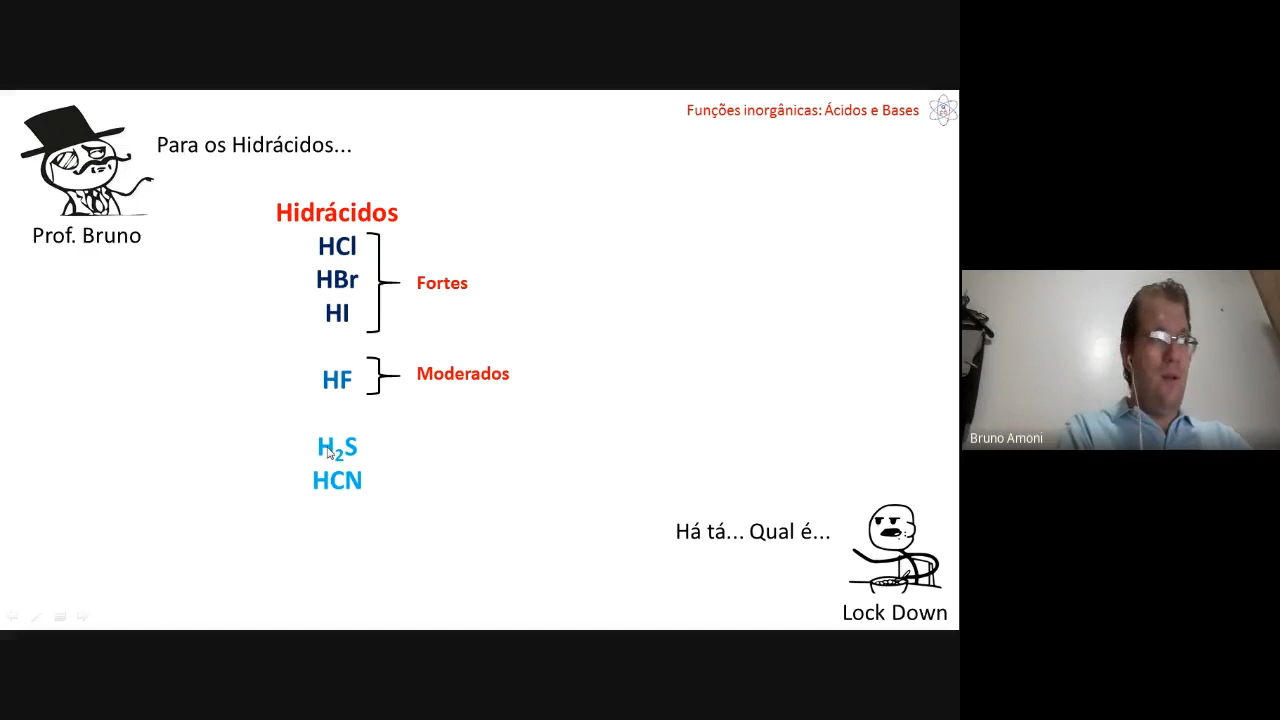 Funções inorgânicas: Ácidos e Bases
Para os Hidrácidos...
Prof. Bruno
Hidrácidos
HCl
HBr
HI
Fortes
HF
Moderados
H₂S
HCN
Bruno Amoni
Há tá... Qual é...
Lock Down